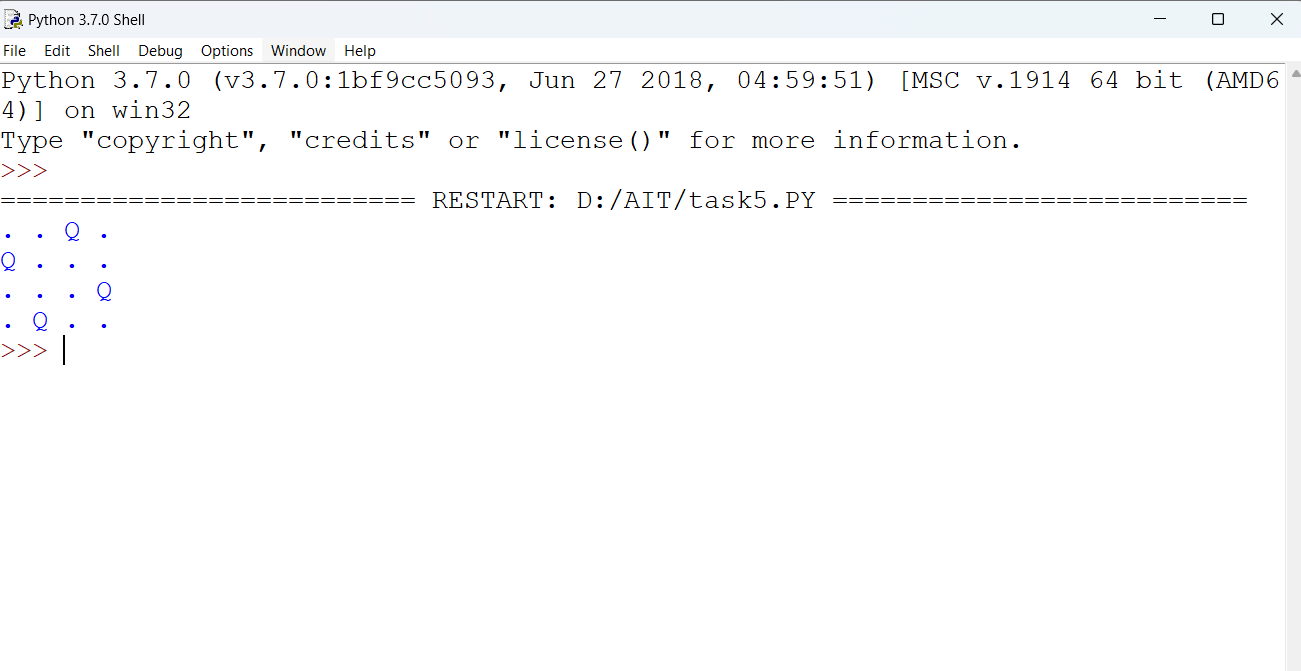 Python 3.7.0 Shell
File Edit Shell Debug Options Window Help
Python 3.7.0 (v3.7.0:1bf9cc5093, Jun 27 2018, 04:59:51) [MSC v.1914 64 bit (AMD6
4)] on win32
Type "copyright", "credits" or "license()" for more information.
>>>
========================== RESTART: D:/AIT/task5.PY ==========================
. . Q .
Q . . .
. . . Q
. Q . .
>>>